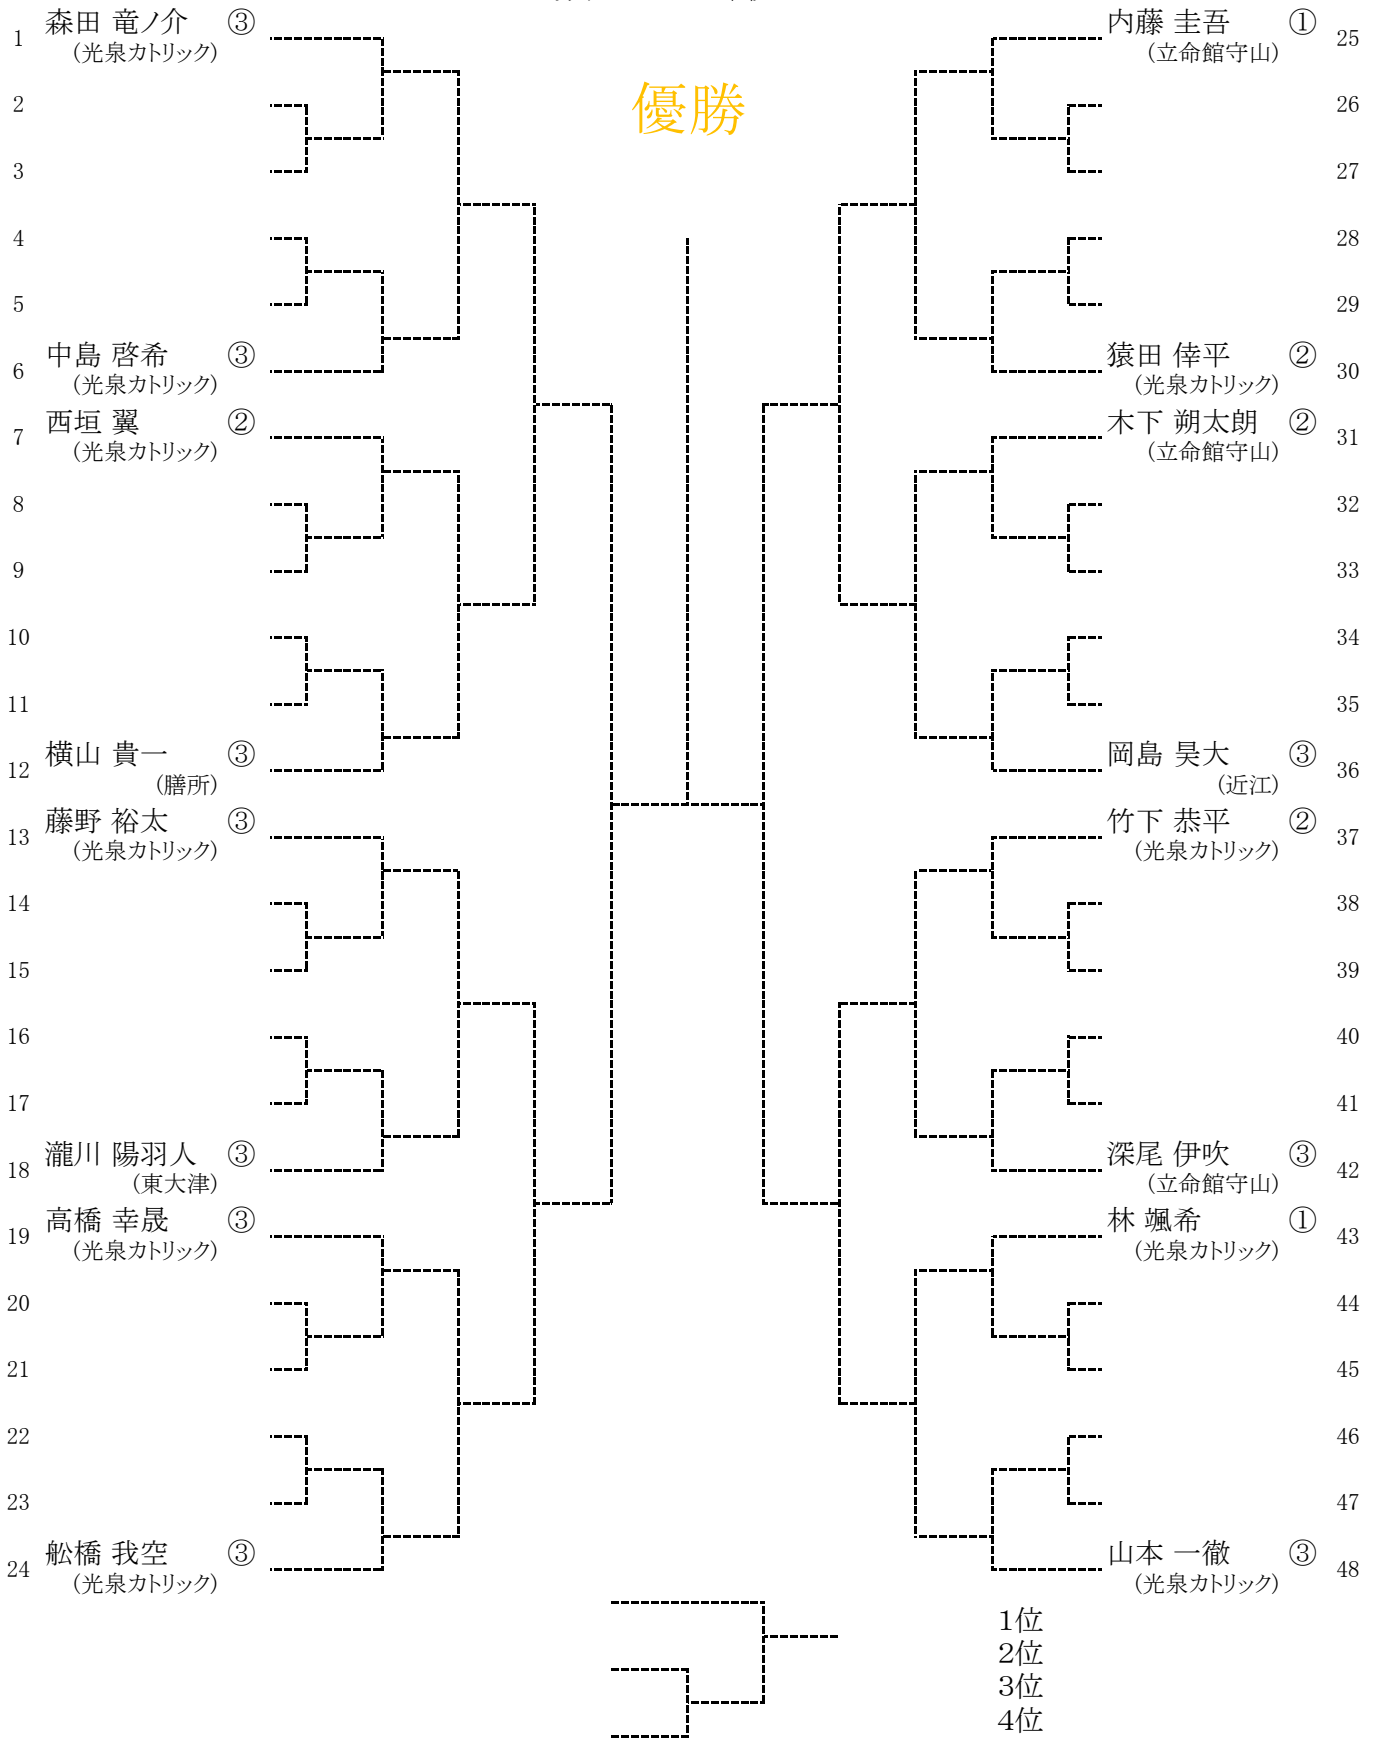 優勝
1 森田 竜ノ介 ③
(光泉カトリック)
2
3
4
5
6 中島 啓希 ③
(光泉カトリック)
7 西垣 翼 ②
(光泉カトリック)
8
9
10
11
12 横山 貴一 ③
(膳所)
13 藤野 裕太 ③
(光泉カトリック)
14
15
16
17
18 瀧川 陽羽人 ③
(東大津)
19 高橋 幸晟 ③
(光泉カトリック)
20
21
22
23
24 舩橋 我空 ③
(光泉カトリック)
内藤 圭吾 ① 25
(立命館守山)
26
27
28
29
猿田 倖平 ② 30
(光泉カトリック)
木下 朔太朗 ② 31
(立命館守山)
32
33
34
35
岡島 昊大 ③ 36
(近江)
竹下 恭平 ② 37
(光泉カトリック)
38
39
40
41
深尾 伊吹 ③ 42
(立命館守山)
林 颯希 ① 43
(光泉カトリック)
44
45
46
47
山本 一徹 ③ 48
(光泉カトリック)
1位
2位
3位
4位